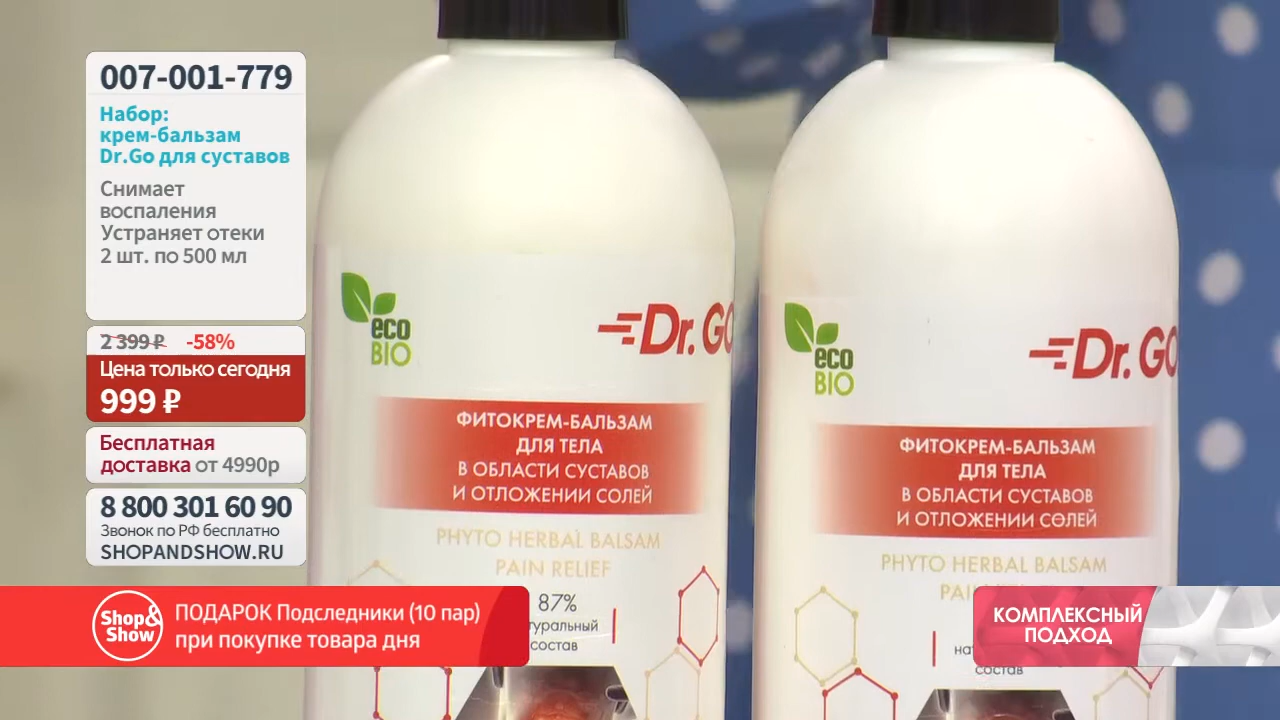 007-001-779
Набор:
крем-бальзам
Dr.Go для суставов
Снимает
воспаления
Устраняет отеки
2 шт. по 500 мл
2 399 ₽ -58%
Цена только сегодня
999 ₽
Бесплатная
доставка от 4990р
8 800 301 60 90
Звонок по РФ бесплатно
SHOPANDSHOW.RU
Shop&
Show
ПОДАРОК Подследники (10 пар)
при покупке товара дня
eco
BIO
Dr. GO
ФИТОКРЕМ-БАЛЬЗАМ
ДЛЯ ТЕЛА
В ОБЛАСТИ СУСТАВОВ
И ОТЛОЖЕНИИ СОЛЕЙ
PHYTO HERBAL BALSAM
PAIN RELIEF
87%
состав
eco
BIO
Dr. GO
ФИТОКРЕМ-БАЛЬЗАМ
ДЛЯ ТЕЛА
В ОБЛАСТИ СУСТАВОВ
И ОТЛОЖЕНИИ СОЛЕЙ
PHYTO HERBAL BALSAM
состав
КОМПЛЕКСНЫЙ
ПОДХОД